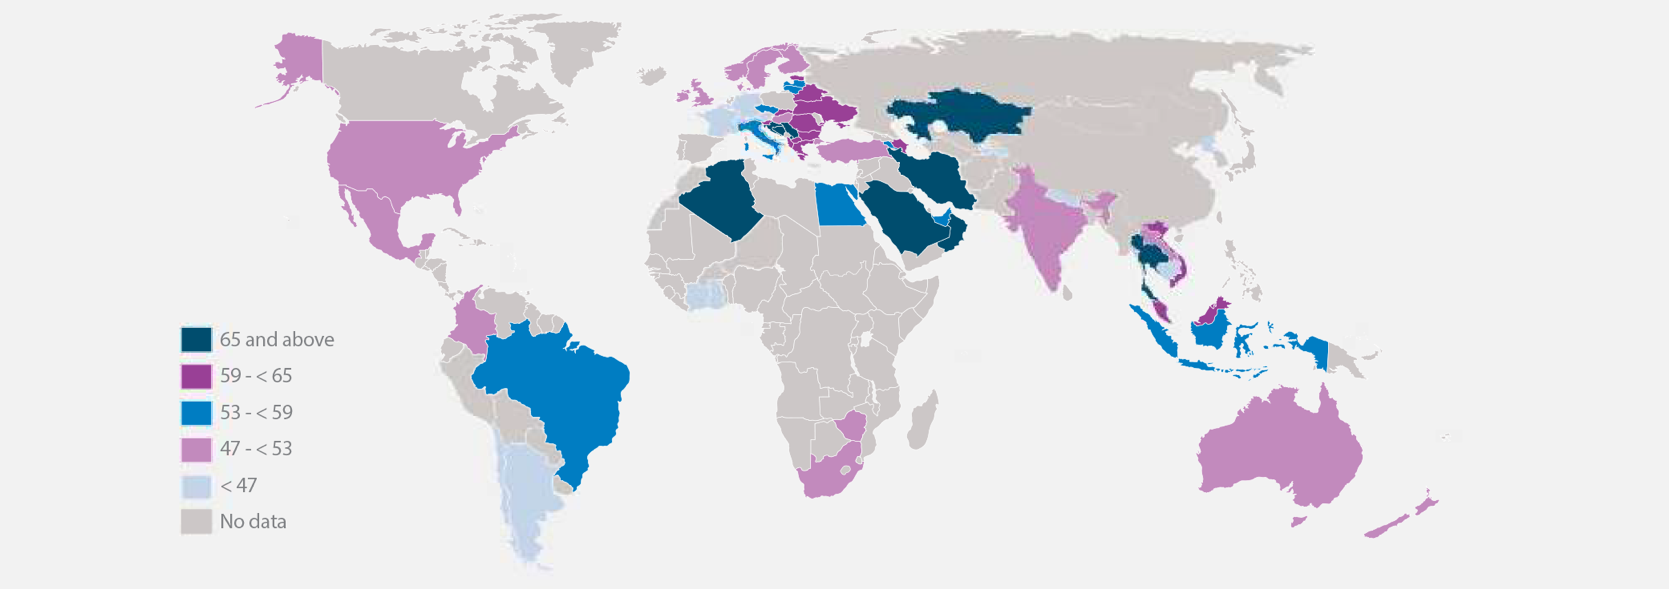 65 and above
59 - < 65
53 - < 59
47 - < 53
< 47
No data